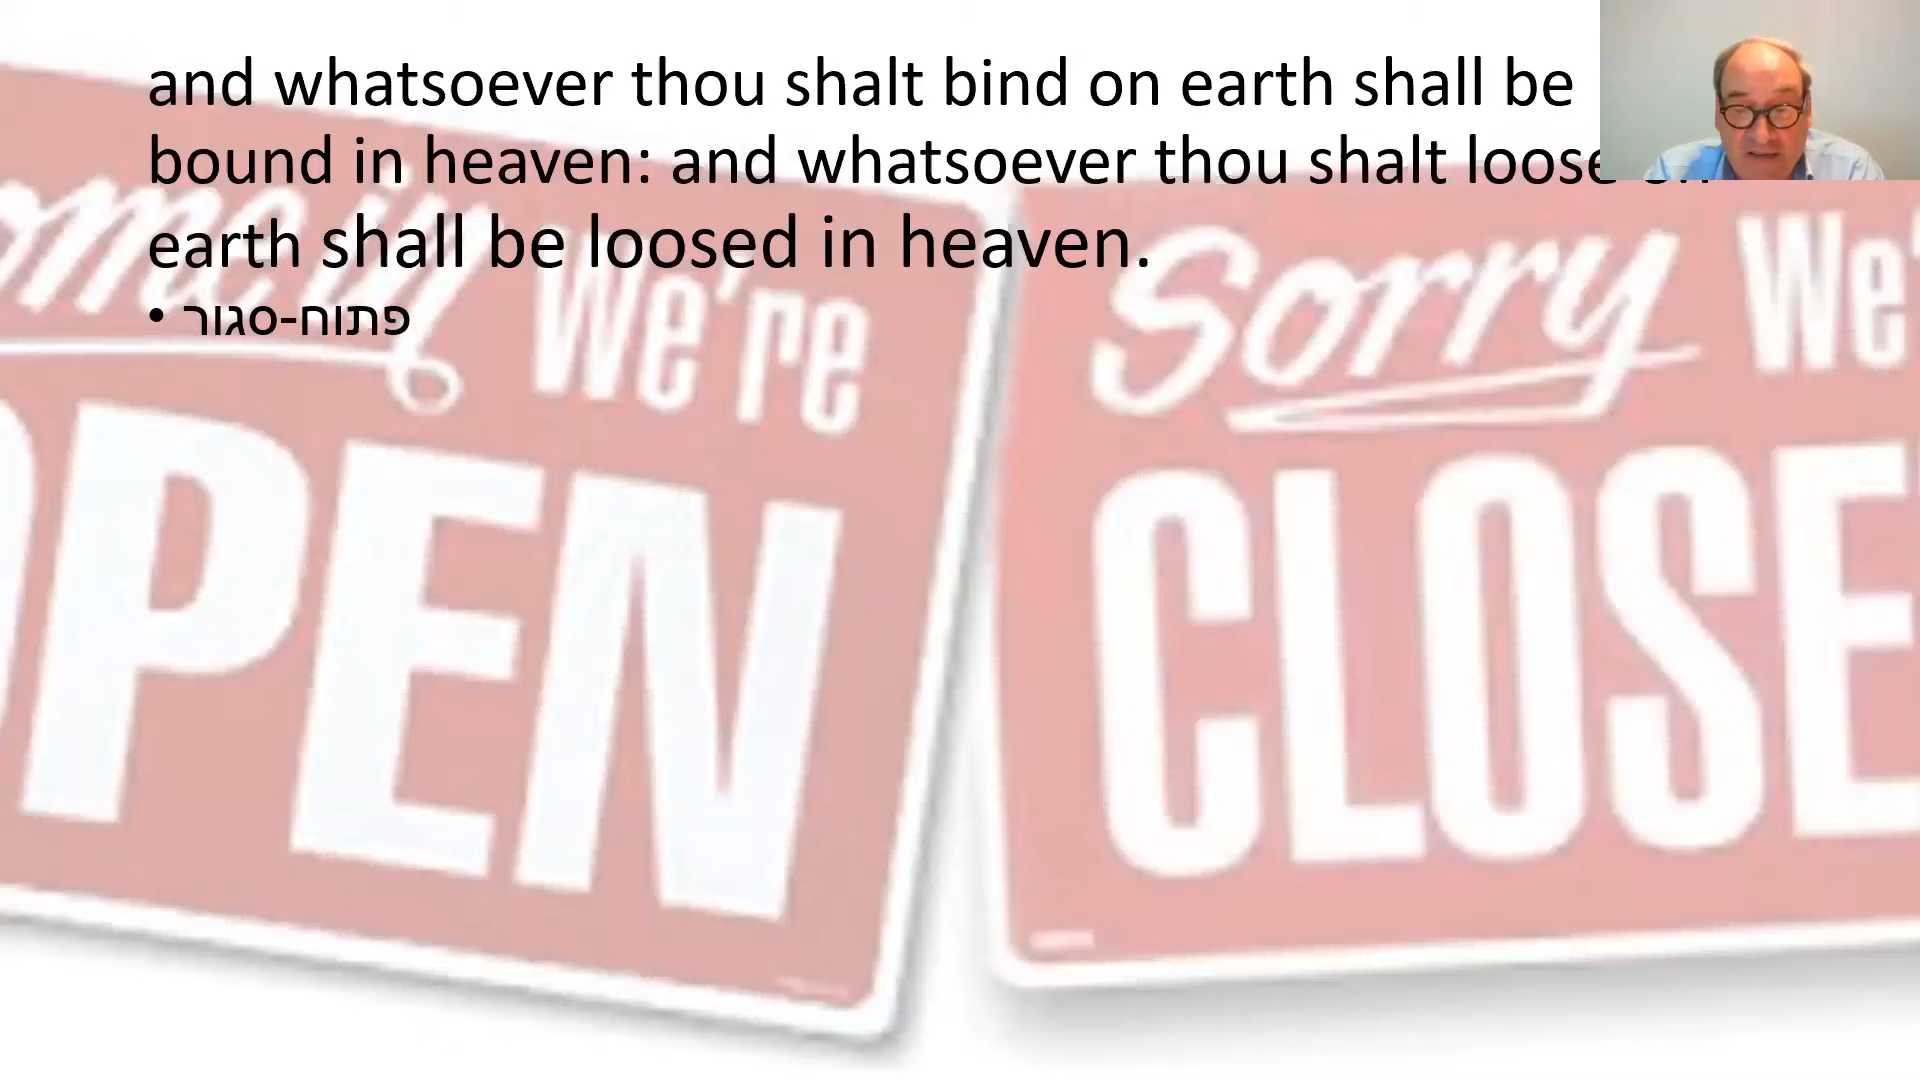 and whatsoever thou shalt bind on earth shall be
bound in heaven: and whatsoever thou shalt loose
earth shall be loosed in heaven.
• פתוח-סגור
We're
OPEN
Sorry We'
CLOSE